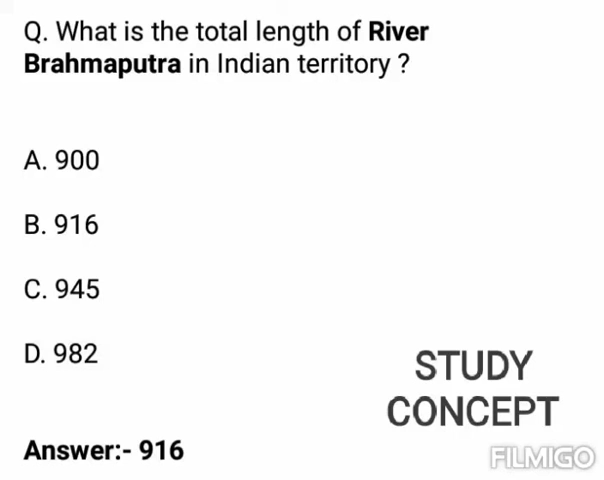 Q. What is the total length of River
Brahmaputra in Indian territory ?
A. 900
B. 916
C. 945
D. 982
STUDY
CONCEPT
Answer:- 916
FILMIGO